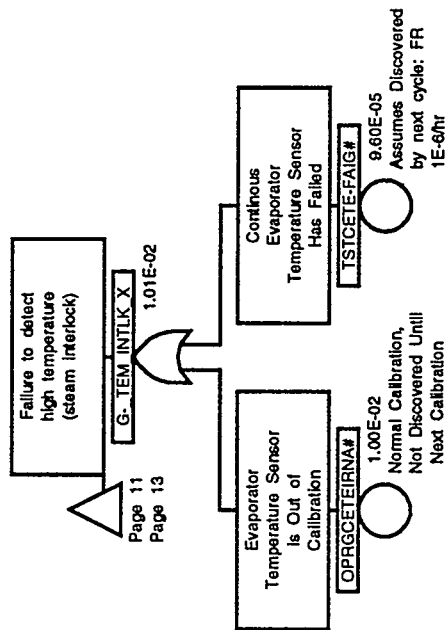 Failure to detect
high temperature
(steam interlock)
G-_TEM_INTLK_X
1.01E-02
Page 11
Page 13
Evaporator
Temperature Sensor
is Out of
Calibration
OPRGCETEIRNA#
1.00E-02
Normal Calibration,
Not Discovered Until
Next Calibration
Continous
Evaporator
Temperature Sensor
Has Failed
TSTCETE-FAIG#
9.60E-05
Assumes Discovered
by next cycle: FR
1E-6/hr